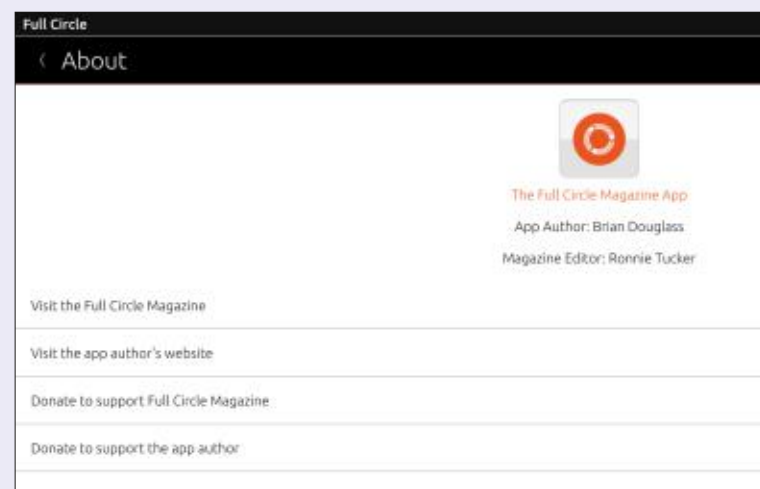 Full Circle
About
The Full Circle Magazine App
App Author: Brian Douglass
Magazine Editor: Ronnie Tucker
Visit the Full Circle Magazine
Visit the app author's website
Donate to support Full Circle Magazine
Donate to support the app author